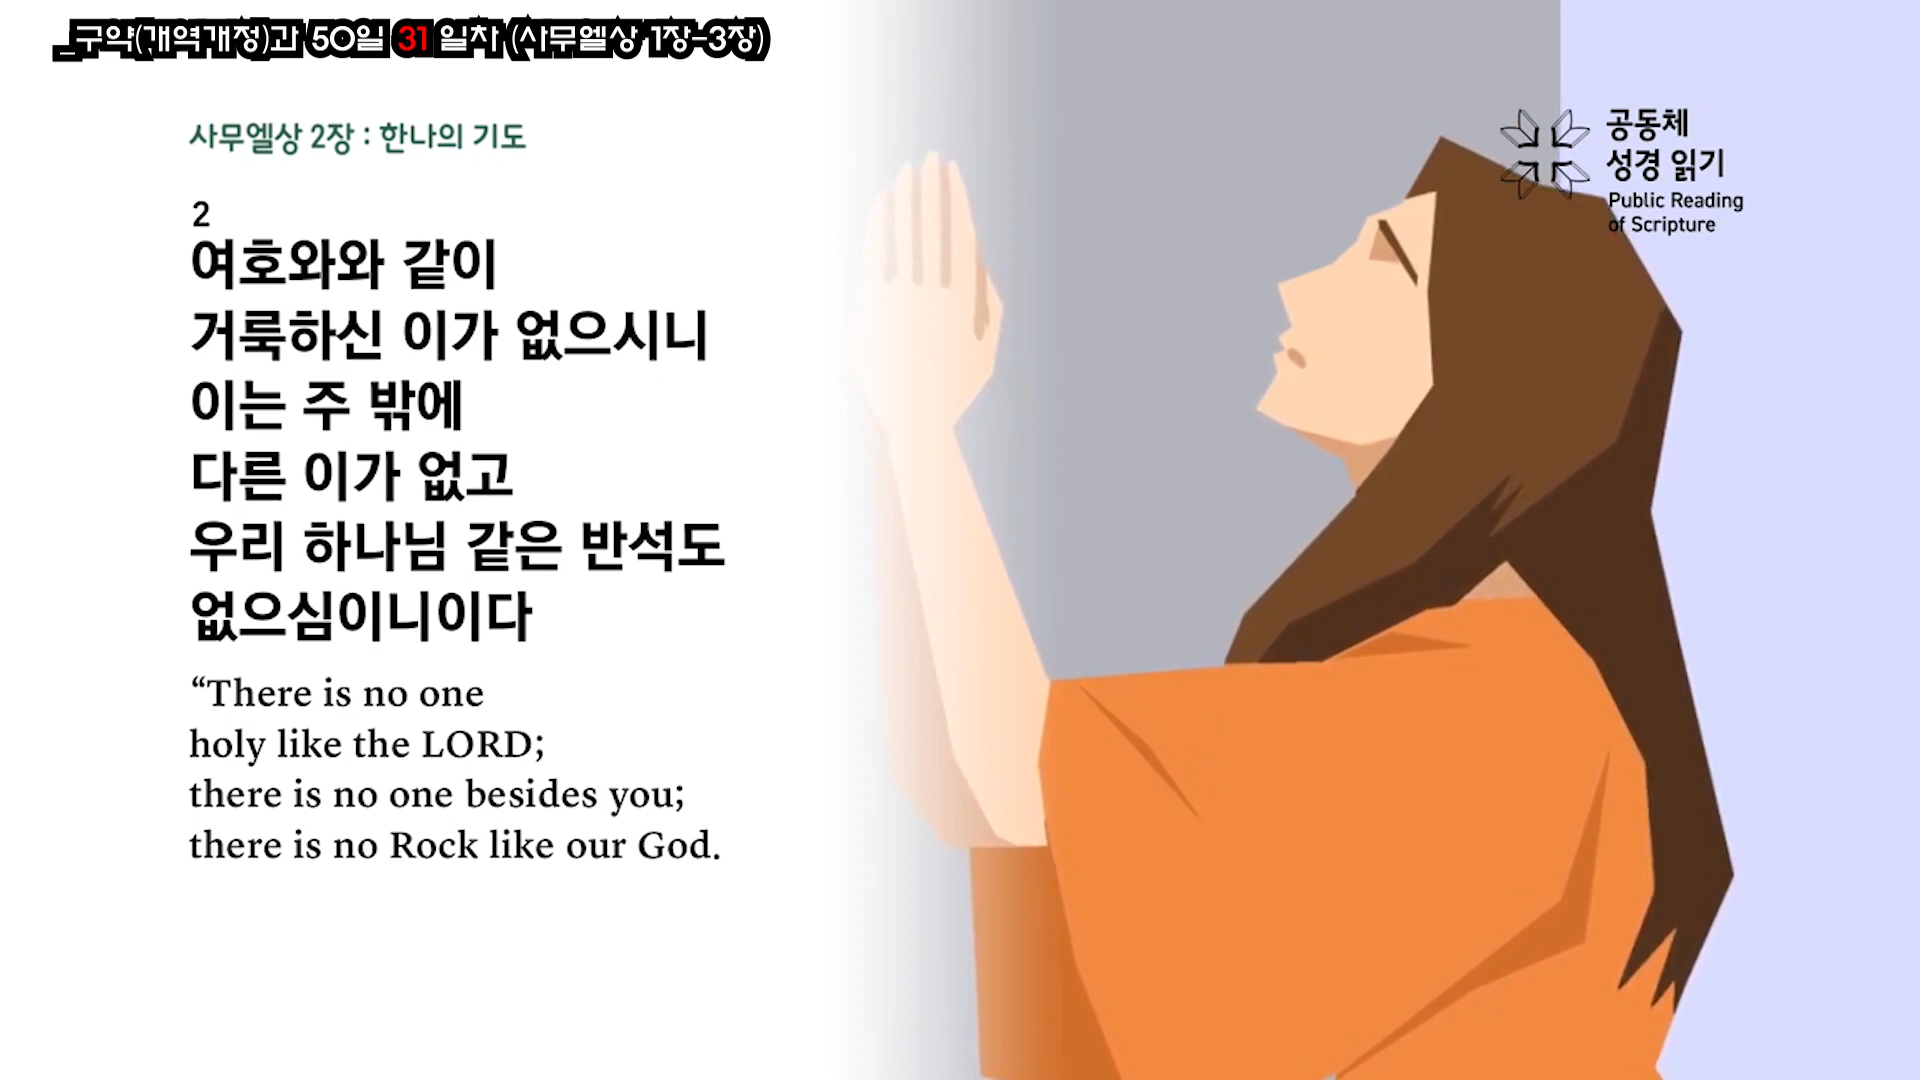 _구약(개역개정)과 50일 31 일차 (사무엘상 1장-3장)
사무엘상 2장 : 한나의 기도
2
여호와와 같이
거룩하신 이가 없으시니
이는 주 밖에
다른 이가 없고
우리 하나님 같은 반석도
없으심이니이다
“There is no one
holy like the LORD;
there is no one besides you;
there is no Rock like our God.
공동체
성경 읽기
Public Reading
of Scripture